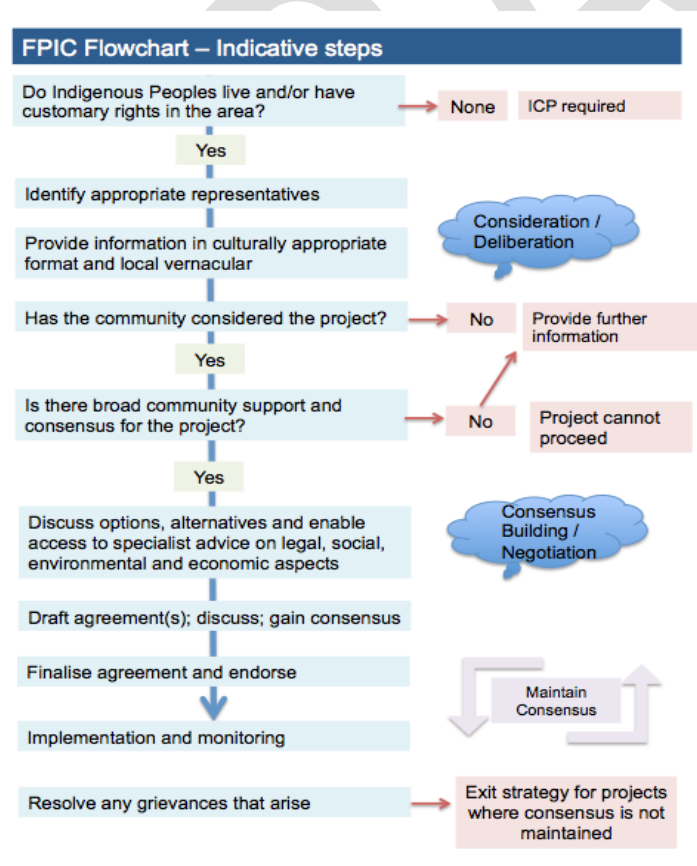 FPIC Flowchart – Indicative steps
Do Indigenous Peoples live and/or have
customary rights in the area?
None
ICP required
Yes
Identify appropriate representatives
Consideration /
Deliberation
Provide information in culturally appropriate
format and local vernacular
Has the community considered the project?
No
Provide further
information
Yes
Is there broad community support and
consensus for the project?
No
Project cannot
proceed
Yes
Discuss options, alternatives and enable
access to specialist advice on legal, social,
environmental and economic aspects
Consensus
Building /
Negotiation
Draft agreement(s); discuss; gain consensus
Finalise agreement and endorse
Maintain
Consensus
Implementation and monitoring
Resolve any grievances that arise
Exit strategy for projects
where consensus is not
maintained